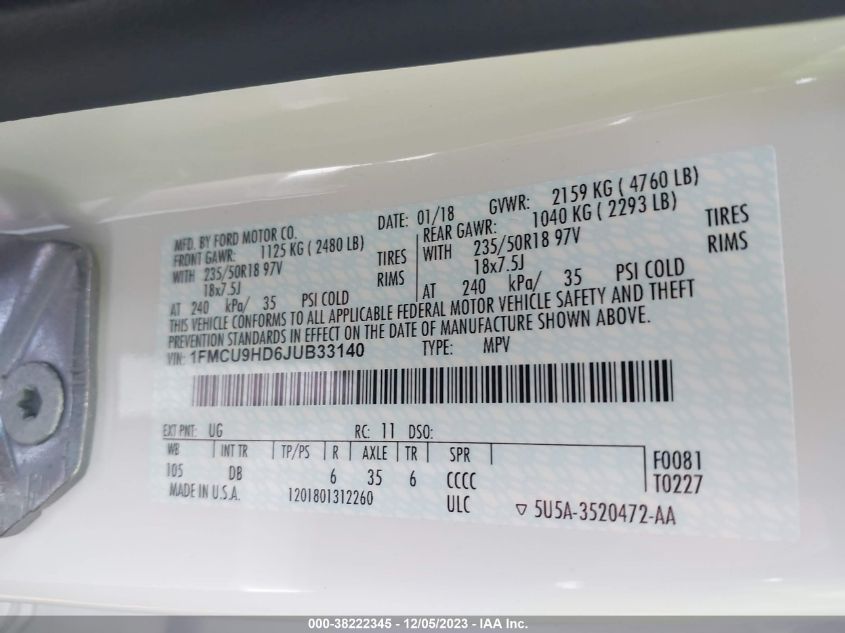 MFD. BY FORD MOTOR CO. DATE: 01/18 GVWR: 2159 KG ( 4760 LB)
FRONT GAWR: 1125 KG ( 2480 LB) REAR GAWR: 1040 KG ( 2293 LB)
WITH 235/50R18 97V TIRES WITH 235/50R18 97V TIRES
18x7.5J RIMS 18x7.5J RIMS
AT 240 kPa/ 35 PSI COLD AT 240 kPa/ 35 PSI COLD
THIS VEHICLE CONFORMS TO ALL APPLICABLE FEDERAL MOTOR VEHICLE SAFETY AND THEFT
PREVENTION STANDARDS IN EFFECT ON THE DATE OF MANUFACTURE SHOWN ABOVE.
VIN: 1FMCU9HD6JUB33140 TYPE: MPV
EXT PNT: UG RC: 11 DSO:
WB INT TR TP/PS R AXLE TR SPR F0081
105 DB 6 35 6 CCCC T0227
MADE IN U.S.A. 1201801312260 ULC ▽ 5U5A-3520472-AA
000-38222345 - 12/05/2023 - IAA Inc.